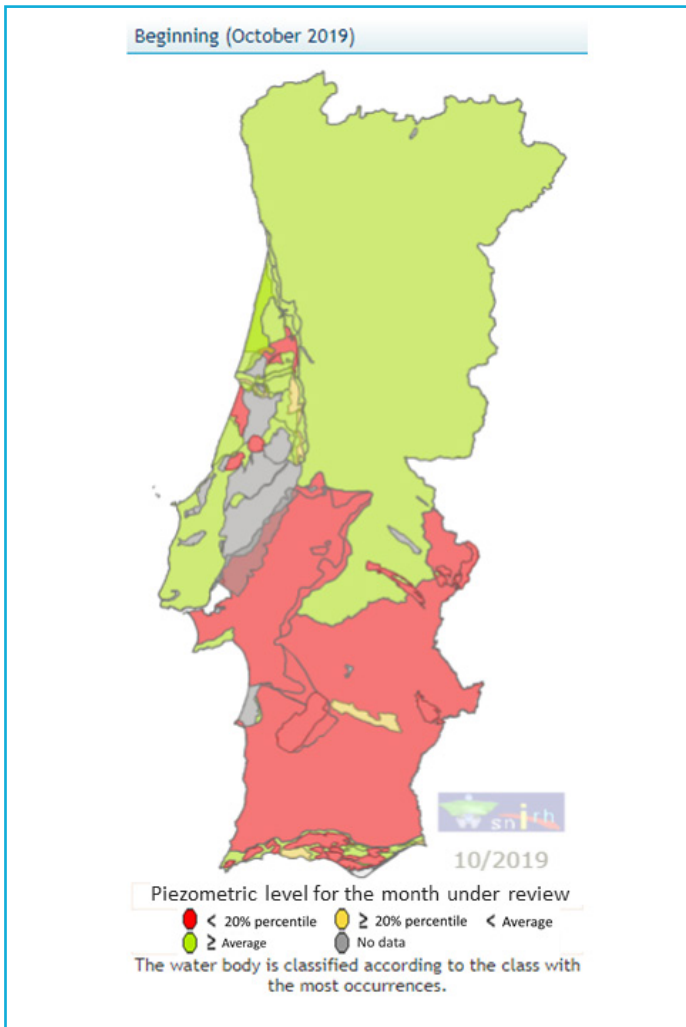 Beginning (October 2019)
snirh
10/2019
Piezometric level for the month under review
< 20% percentile ≥ 20% percentile < Average
≥ Average No data
The water body is classified according to the class with
the most occurrences.